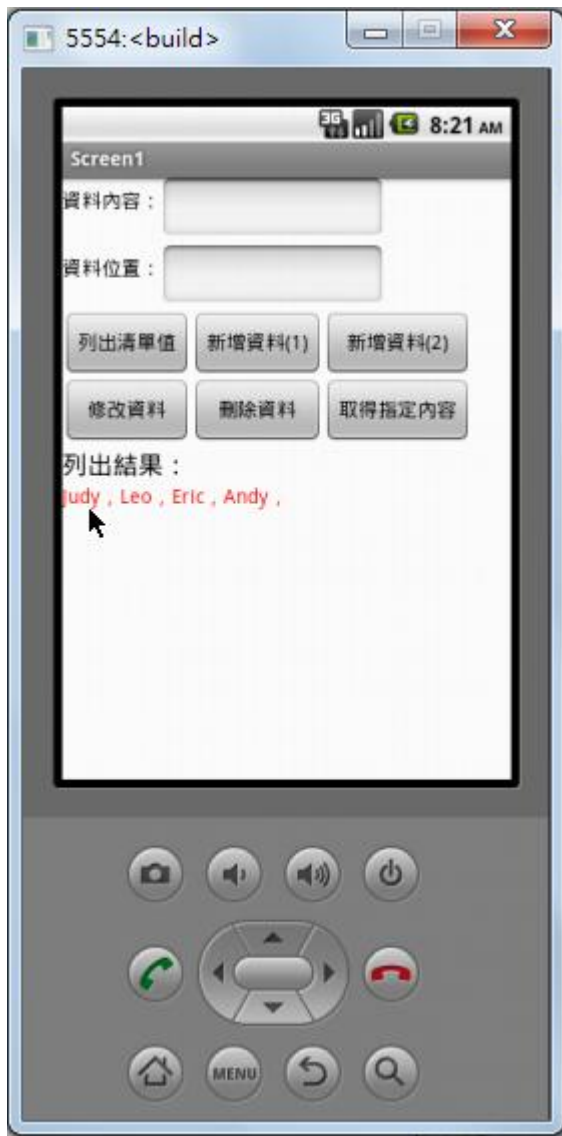 5554:<build>
3G 8:21 AM
Screen1
資料內容：
資料位置：
列出清單值 新增資料(1) 新增資料(2)
修改資料 刪除資料 取得指定內容
列出結果：
Judy , Leo , Eric , Andy ,
MENU